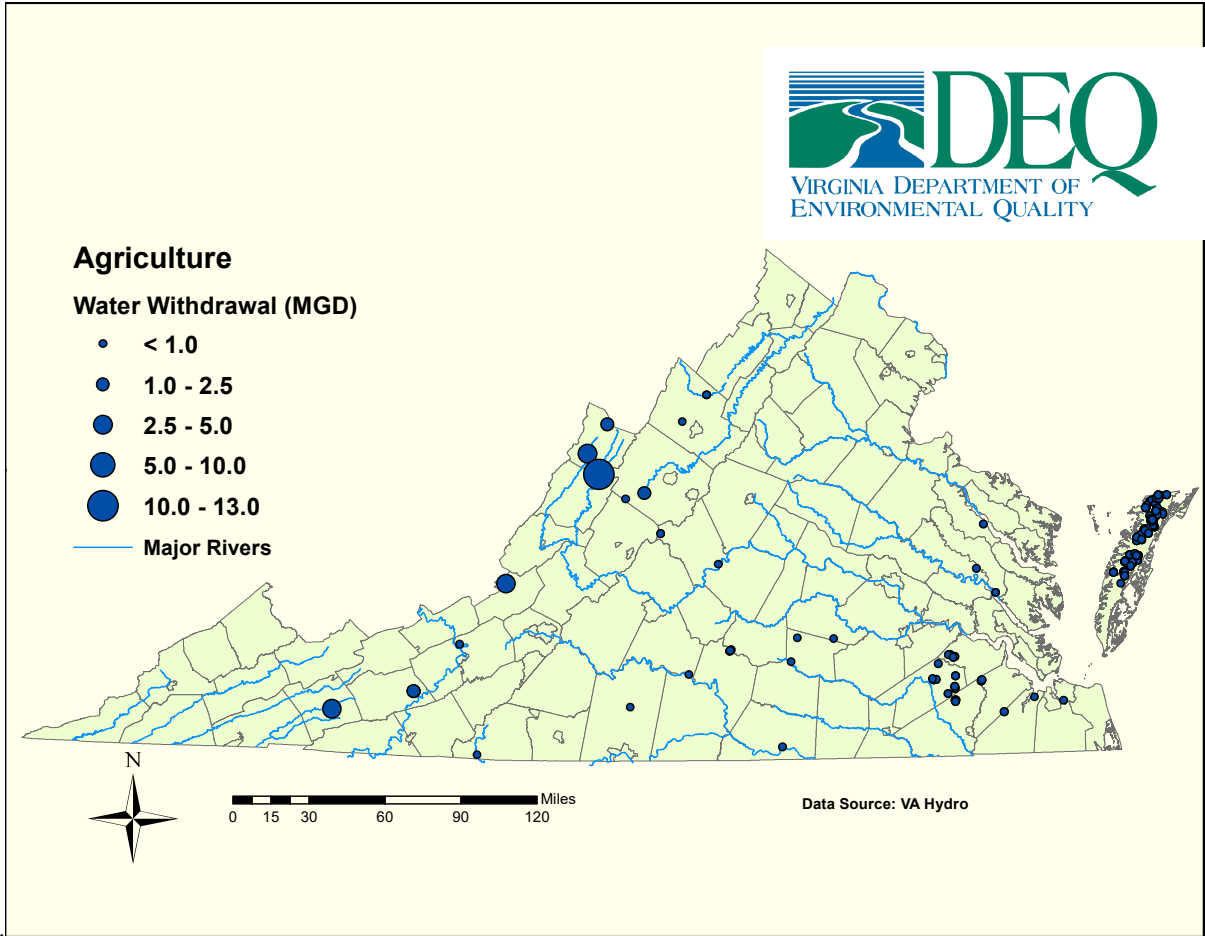 DEQ
VIRGINIA DEPARTMENT OF
ENVIRONMENTAL QUALITY
Agriculture
Water Withdrawal (MGD)
< 1.0
1.0 - 2.5
2.5 - 5.0
5.0 - 10.0
10.0 - 13.0
Major Rivers
N
Miles
0 15 30 60 90 120
Data Source: VA Hydro